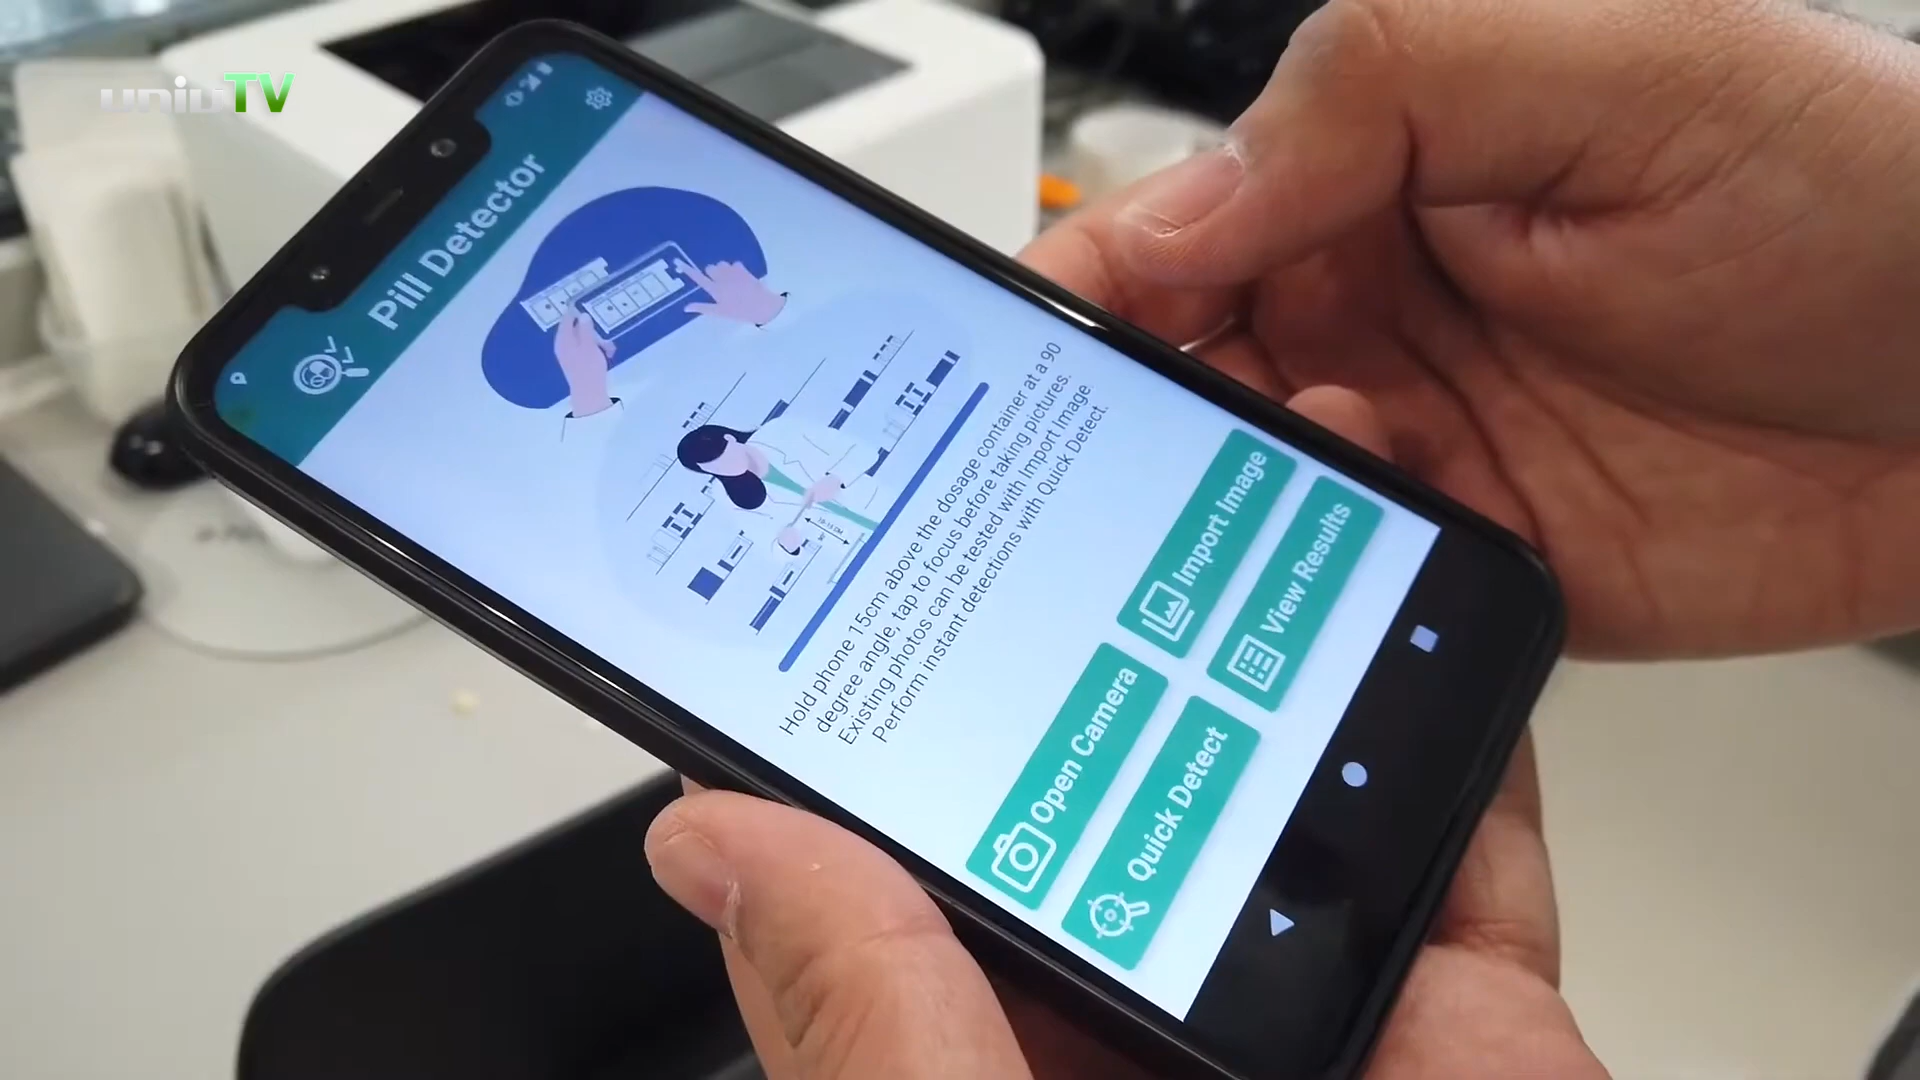 uniuTV
Pill Detector
Hold phone 15cm above the dosage container at a 90
degree angle, tap to focus before taking pictures.
Existing photos can be tested with Import Image.
Perform instant detections with Quick Detect.
Open Camera
Import Image
Quick Detect
View Results